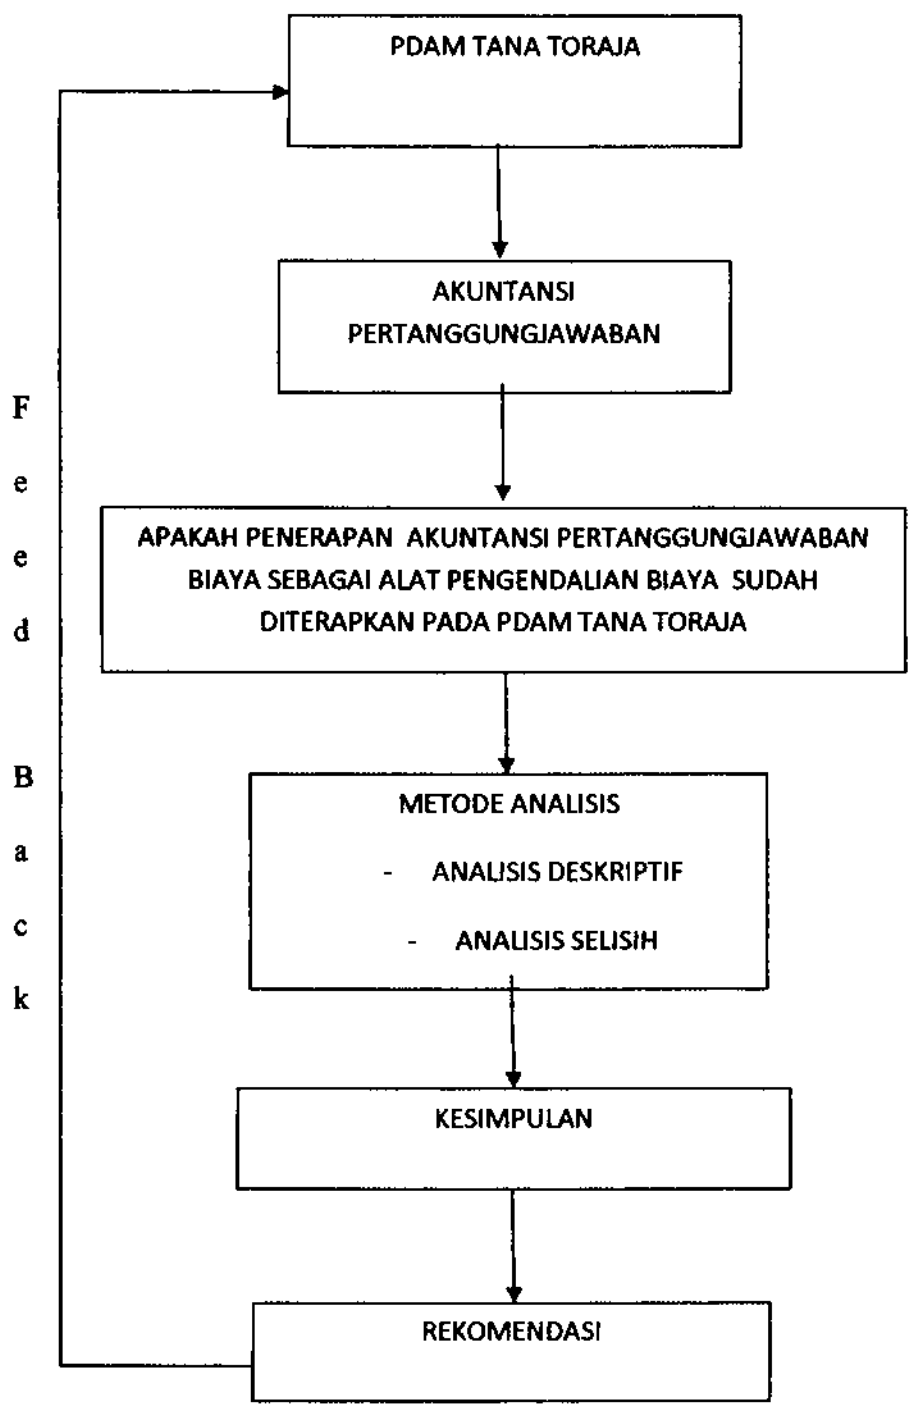 PDAM TANA TORAJA
AKUNTANSI
PERTANGGUNGJAWABAN
APAKAH PENERAPAN AKUNTANSI PERTANGGUNGJAWABAN
BIAYA SEBAGAI ALAT PENGENDALIAN BIAYA SUDAH
DITERAPKAN PADA PDAM TANA TORAJA
METODE ANALISIS
- ANALISIS DESKRIPTIF
- ANALISIS SELISIH
KESIMPULAN
REKOMENDASI
F
e
e
d
B
a
c
k